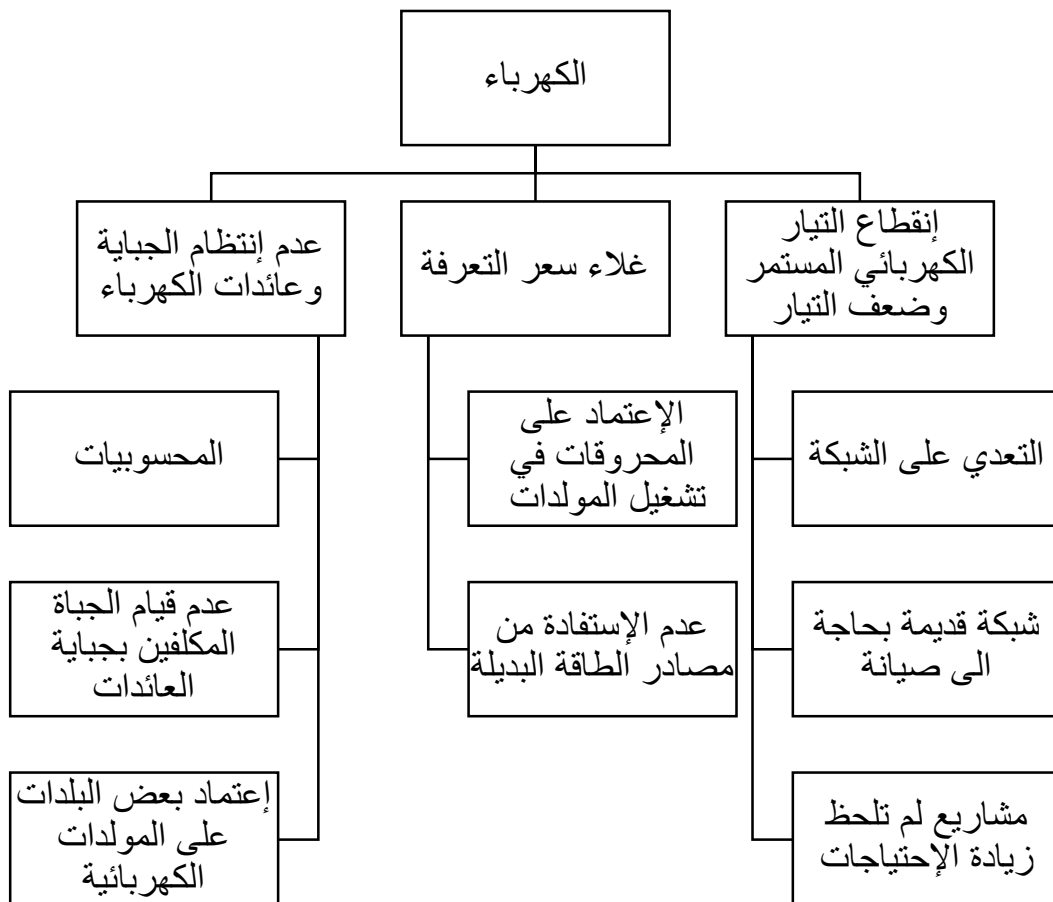 الكهرباء
إنقطاع التيار
الكهربائي المستمر
وضعف التيار
غلاء سعر التعرفة
عدم إنتظام الجباية
وعائدات الكهرباء
التعدي على الشبكة
شبكة قديمة بحاجة
الى صيانة
مشاريع لم تلحظ
زيادة الإحتياجات
الإعتماد على
المحروقات في
تشغيل المولدات
عدم الإستفادة من
مصادر الطاقة البديلة
المحسوبيات
عدم قيام الجباة
المكلفين بجباية
العائدات
إعتماد بعض البلدات
على المولدات
الكهربائية